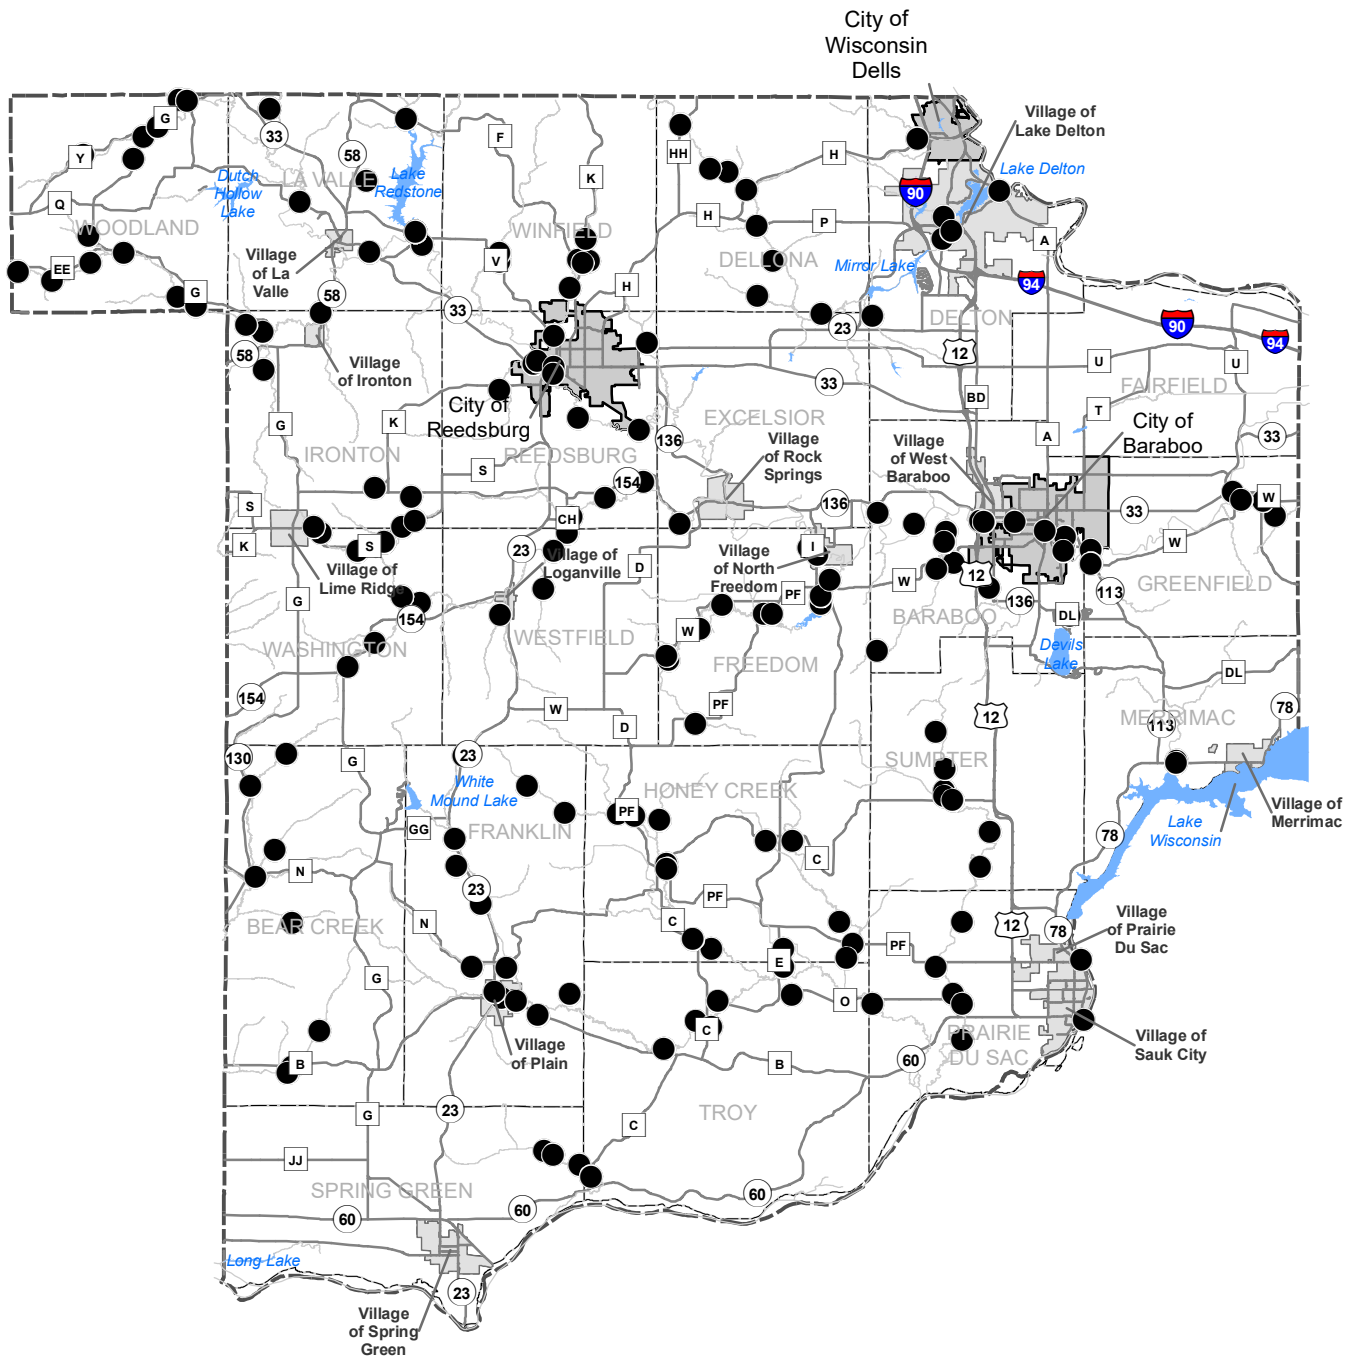 City of
Wisconsin
Dells
Village of
Lake Delton
G
33
F
Y
58
HH
H
K
LA VALLE
Lake
Redstone
Dutch
Hollow
Lake
Lake Delton
90
Q
H
P
WOODLAND
WINFIELD
A
Village
of La
Valle
V
DELLONA
Mirror Lake
EE
94
G
58
H
33
DELTON
23
90
94
58
12
Village
of Ironton
U
U
33
FAIRFIELD
BD
City of
Reedsburg
T
G
K
EXCELSIOR
City of
Baraboo
136
Village
of Rock
Springs
Village
of West
Baraboo
A
33
IRONTON
REEDSBURG
S
154
S
136
W
33
CH
K
S
23
Village of
Loganville
I
W
Village of
Lime Ridge
D
Village
of North
Freedom
12
W
PF
GREENFIELD
G
136
113
154
DL
BARABOO
W
WESTFIELD
WASHINGTON
Devils
Lake
FREEDOM
DL
154
PF
W
12
78
MERRIMAC
113
D
130
23
G
SUMPTER
White
Mound Lake
HONEY CREEK
PF
Village of
Merrimac
GG
FRANKLIN
Lake
Wisconsin
78
C
N
23
PF
BEAR CREEK
N
C
12
78
Village
of Prairie
Du Sac
PF
E
G
O
C
PRAIRIE
DU SAC
Village of
Sauk City
Village
of Plain
B
B
60
G
23
TROY
C
JJ
SPRING GREEN
60
60
60
Long Lake
23
Village
of Spring
Green